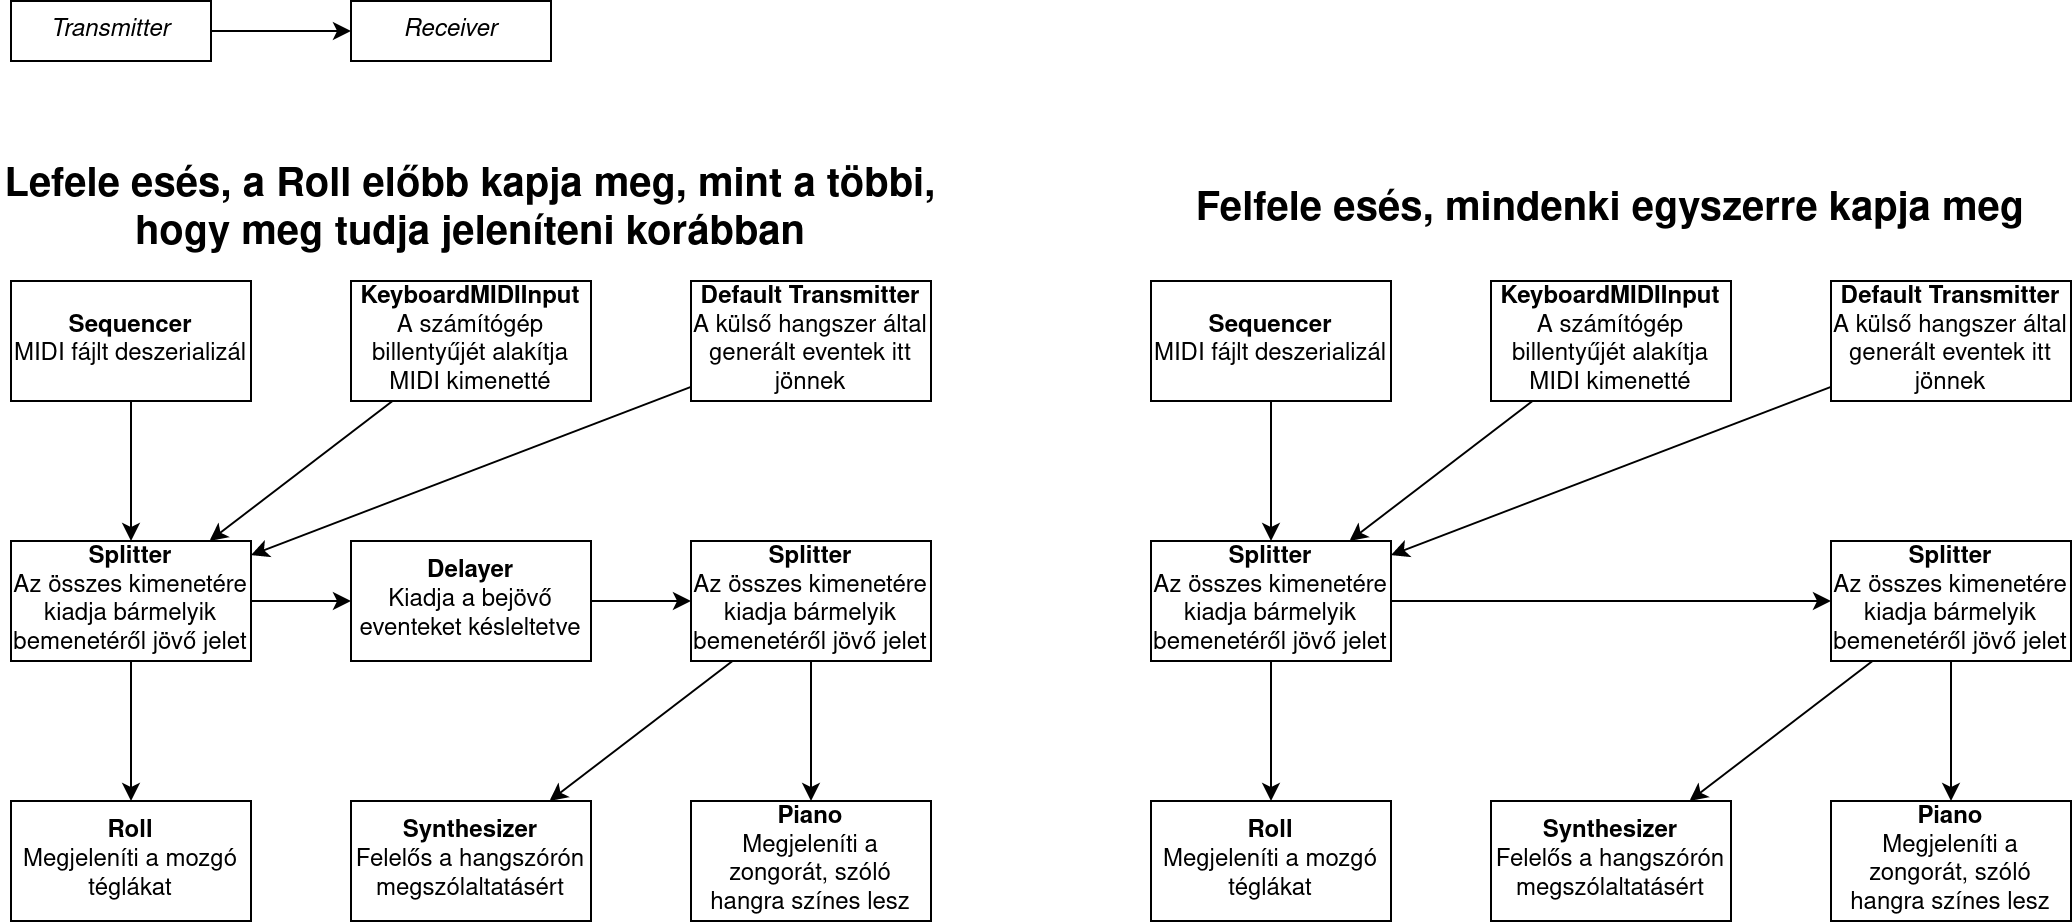 Transmitter
Receiver
Lefele esés, a Roll előbb kapja meg, mint a többi,
hogy meg tudja jeleníteni korábban
Sequencer
MIDI fájlt deszerializál
KeyboardMIDIInput
A számítógép
billentyűjét alakítja
MIDI kimenetté
Default Transmitter
A külső hangszer által
generált eventek itt
jönnek
Splitter
Az összes kimenetére
kiadja bármelyik
bemenetéről jövő jelet
Delayer
Kiadja a bejövő
eventeket késleltetve
Splitter
Az összes kimenetére
kiadja bármelyik
bemenetéről jövő jelet
Roll
Megjeleníti a mozgó
téglákat
Synthesizer
Felelős a hangszórón
megszólaltatásért
Piano
Megjeleníti a
zongorát, szóló
hangra színes lesz
Felfele esés, mindenki egyszerre kapja meg
Sequencer
MIDI fájlt deszerializál
KeyboardMIDIInput
A számítógép
billentyűjét alakítja
MIDI kimenetté
Default Transmitter
A külső hangszer által
generált eventek itt
jönnek
Splitter
Az összes kimenetére
kiadja bármelyik
bemenetéről jövő jelet
Splitter
Az összes kimenetére
kiadja bármelyik
bemenetéről jövő jelet
Roll
Megjeleníti a mozgó
téglákat
Synthesizer
Felelős a hangszórón
megszólaltatásért
Piano
Megjeleníti a
zongorát, szóló
hangra színes lesz